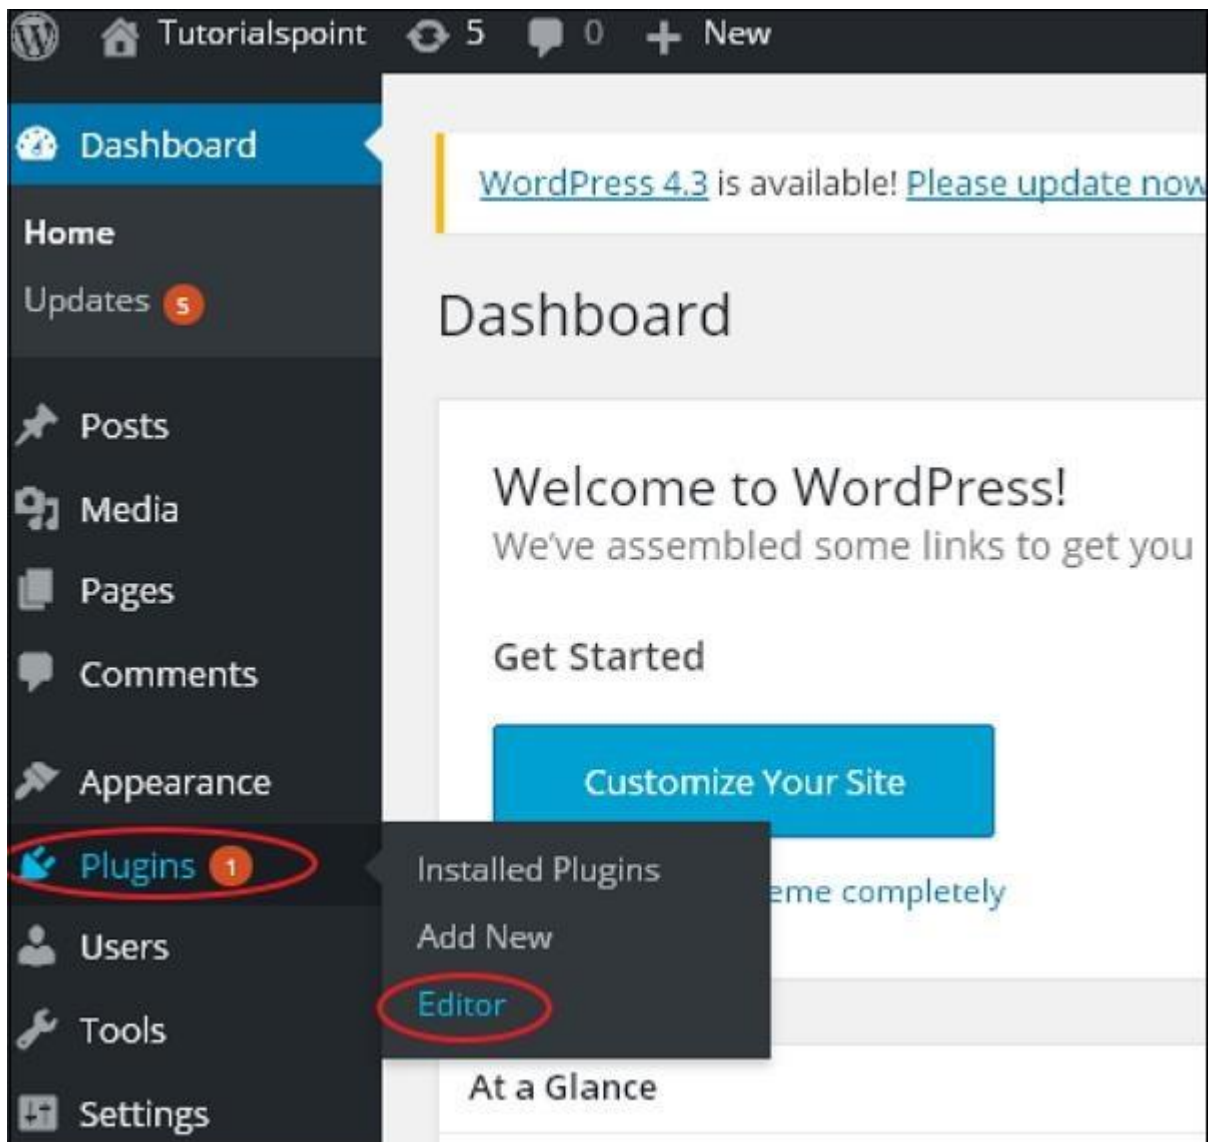 Tutorialspoint 5 0 New
Dashboard
Home
Updates 5
Posts
Media
Pages
Comments
Appearance
Plugins 1
Users
Tools
Settings
Installed Plugins
Add New
Editor
WordPress 4.3 is available! Please update now
Dashboard
Welcome to WordPress!
We've assembled some links to get you
Get Started
Customize Your Site
eme completely
At a Glance